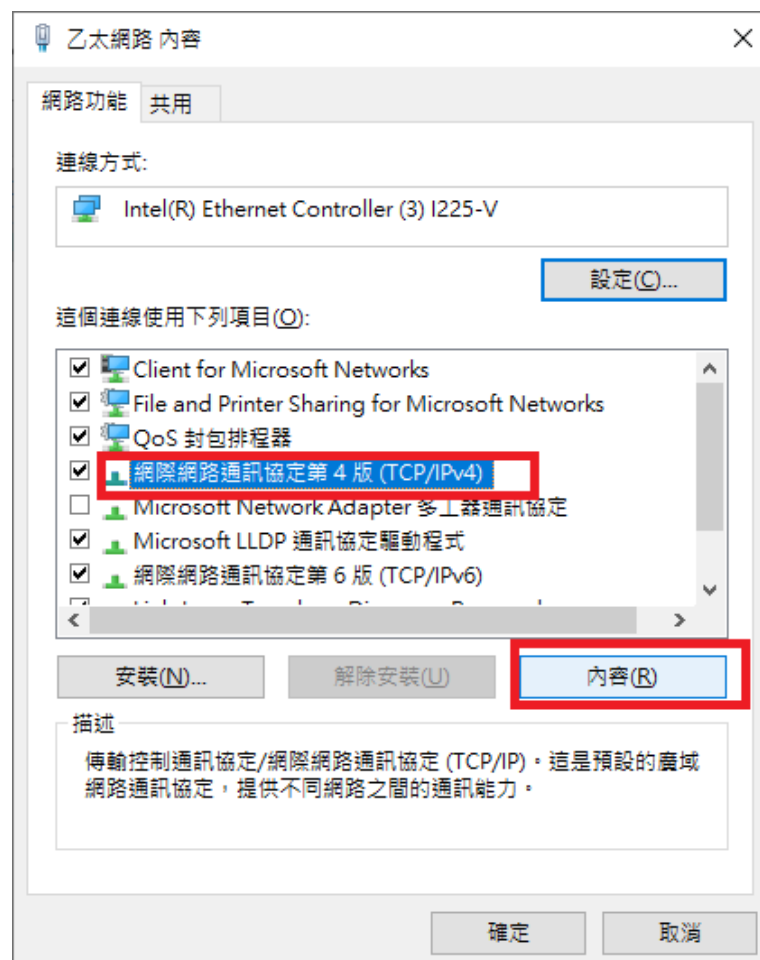 乙太網路 內容
網路功能
共用
連線方式:
Intel(R) Ethernet Controller (3) I225-V
設定(C)...
這個連線使用下列項目(O):
Client for Microsoft Networks
File and Printer Sharing for Microsoft Networks
QoS 封包排程器
網際網路通訊協定第 4 版 (TCP/IPv4)
Microsoft Network Adapter 多工器通訊協定
Microsoft LLDP 通訊協定驅動程式
網際網路通訊協定第 6 版 (TCP/IPv6)
安裝(N)...
解除安裝(U)
內容(R)
描述
傳輸控制通訊協定/網際網路通訊協定 (TCP/IP)。這是預設的廣域
網路通訊協定，提供不同網路之間的通訊能力。
確定
取消